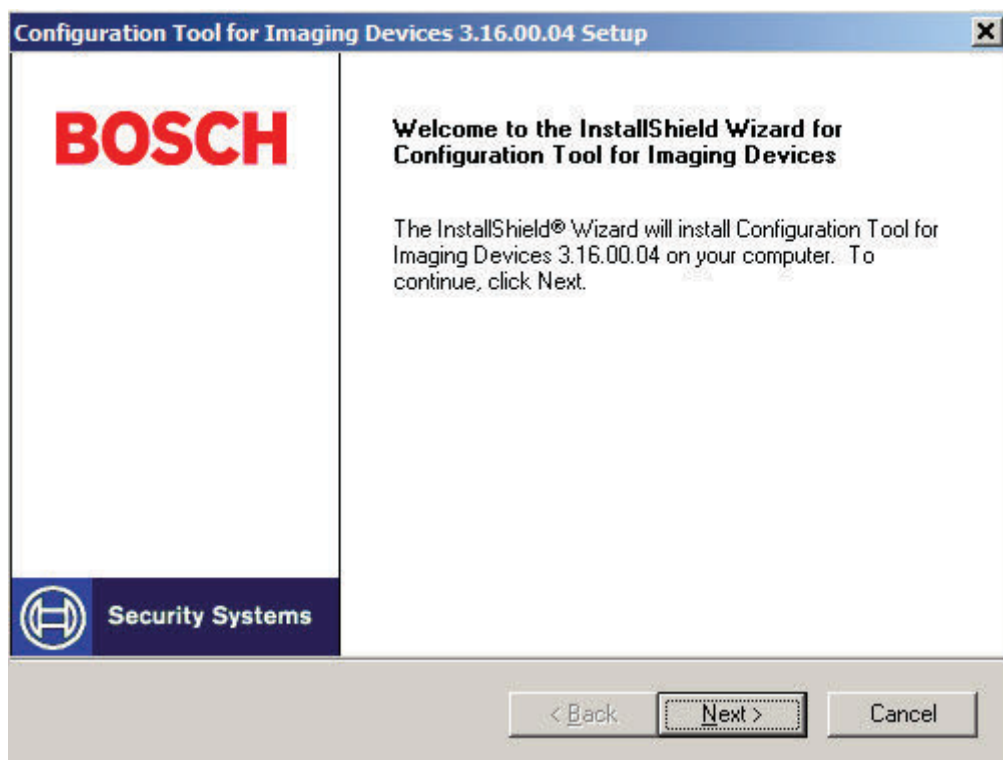 Configuration Tool for Imaging Devices 3.16.00.04 Setup
BOSCH
Welcome to the InstallShield Wizard for
Configuration Tool for Imaging Devices
The InstallShield® Wizard will install Configuration Tool for
Imaging Devices 3.16.00.04 on your computer. To
continue, click Next.
Security Systems
< Back
Next >
Cancel